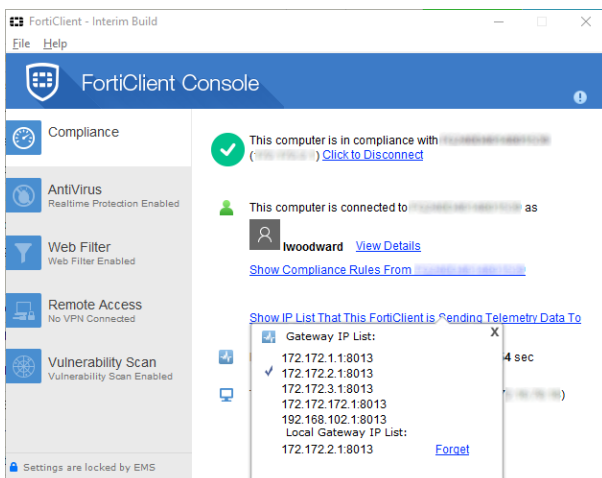 FortiClient - Interim Build
File Help
FortiClient Console
Compliance
AntiVirus
Realtime Protection Enabled
Web Filter
Web Filter Enabled
Remote Access
No VPN Connected
Vulnerability Scan
Vulnerability Scan Enabled
Settings are locked by EMS
This computer is in compliance with
( ) Click to Disconnect
This computer is connected to as
lwoodward View Details
Show Compliance Rules From
Show IP List That This FortiClient is Sending Telemetry Data To
Gateway IP List: X
172.172.1.1:8013
172.172.2.1:8013
172.172.3.1:8013
172.172.172.1:8013
192.168.102.1:8013
Local Gateway IP List:
172.172.2.1:8013 Forget
4 sec
)